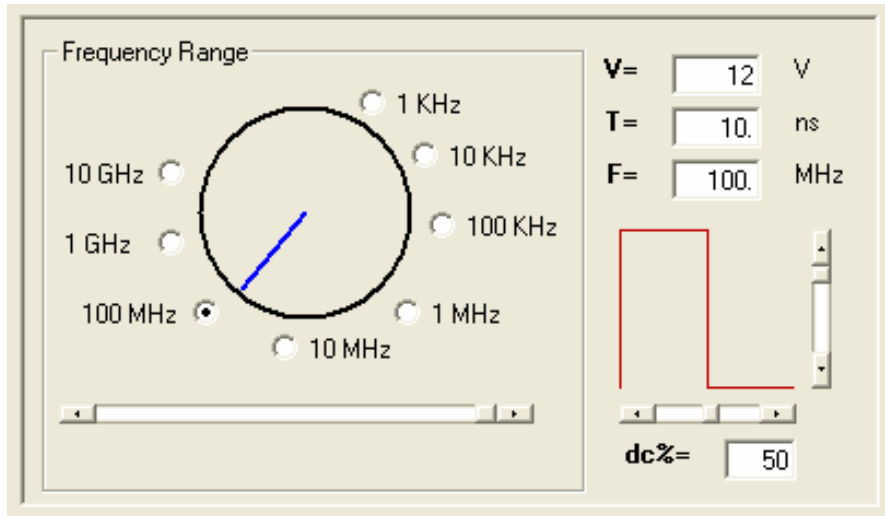 Frequency Range
1 KHz
10 KHz
100 KHz
1 MHz
10 MHz
100 MHz
1 GHz
10 GHz
V= 12 V
T= 10. ns
F= 100. MHz
dc%= 50